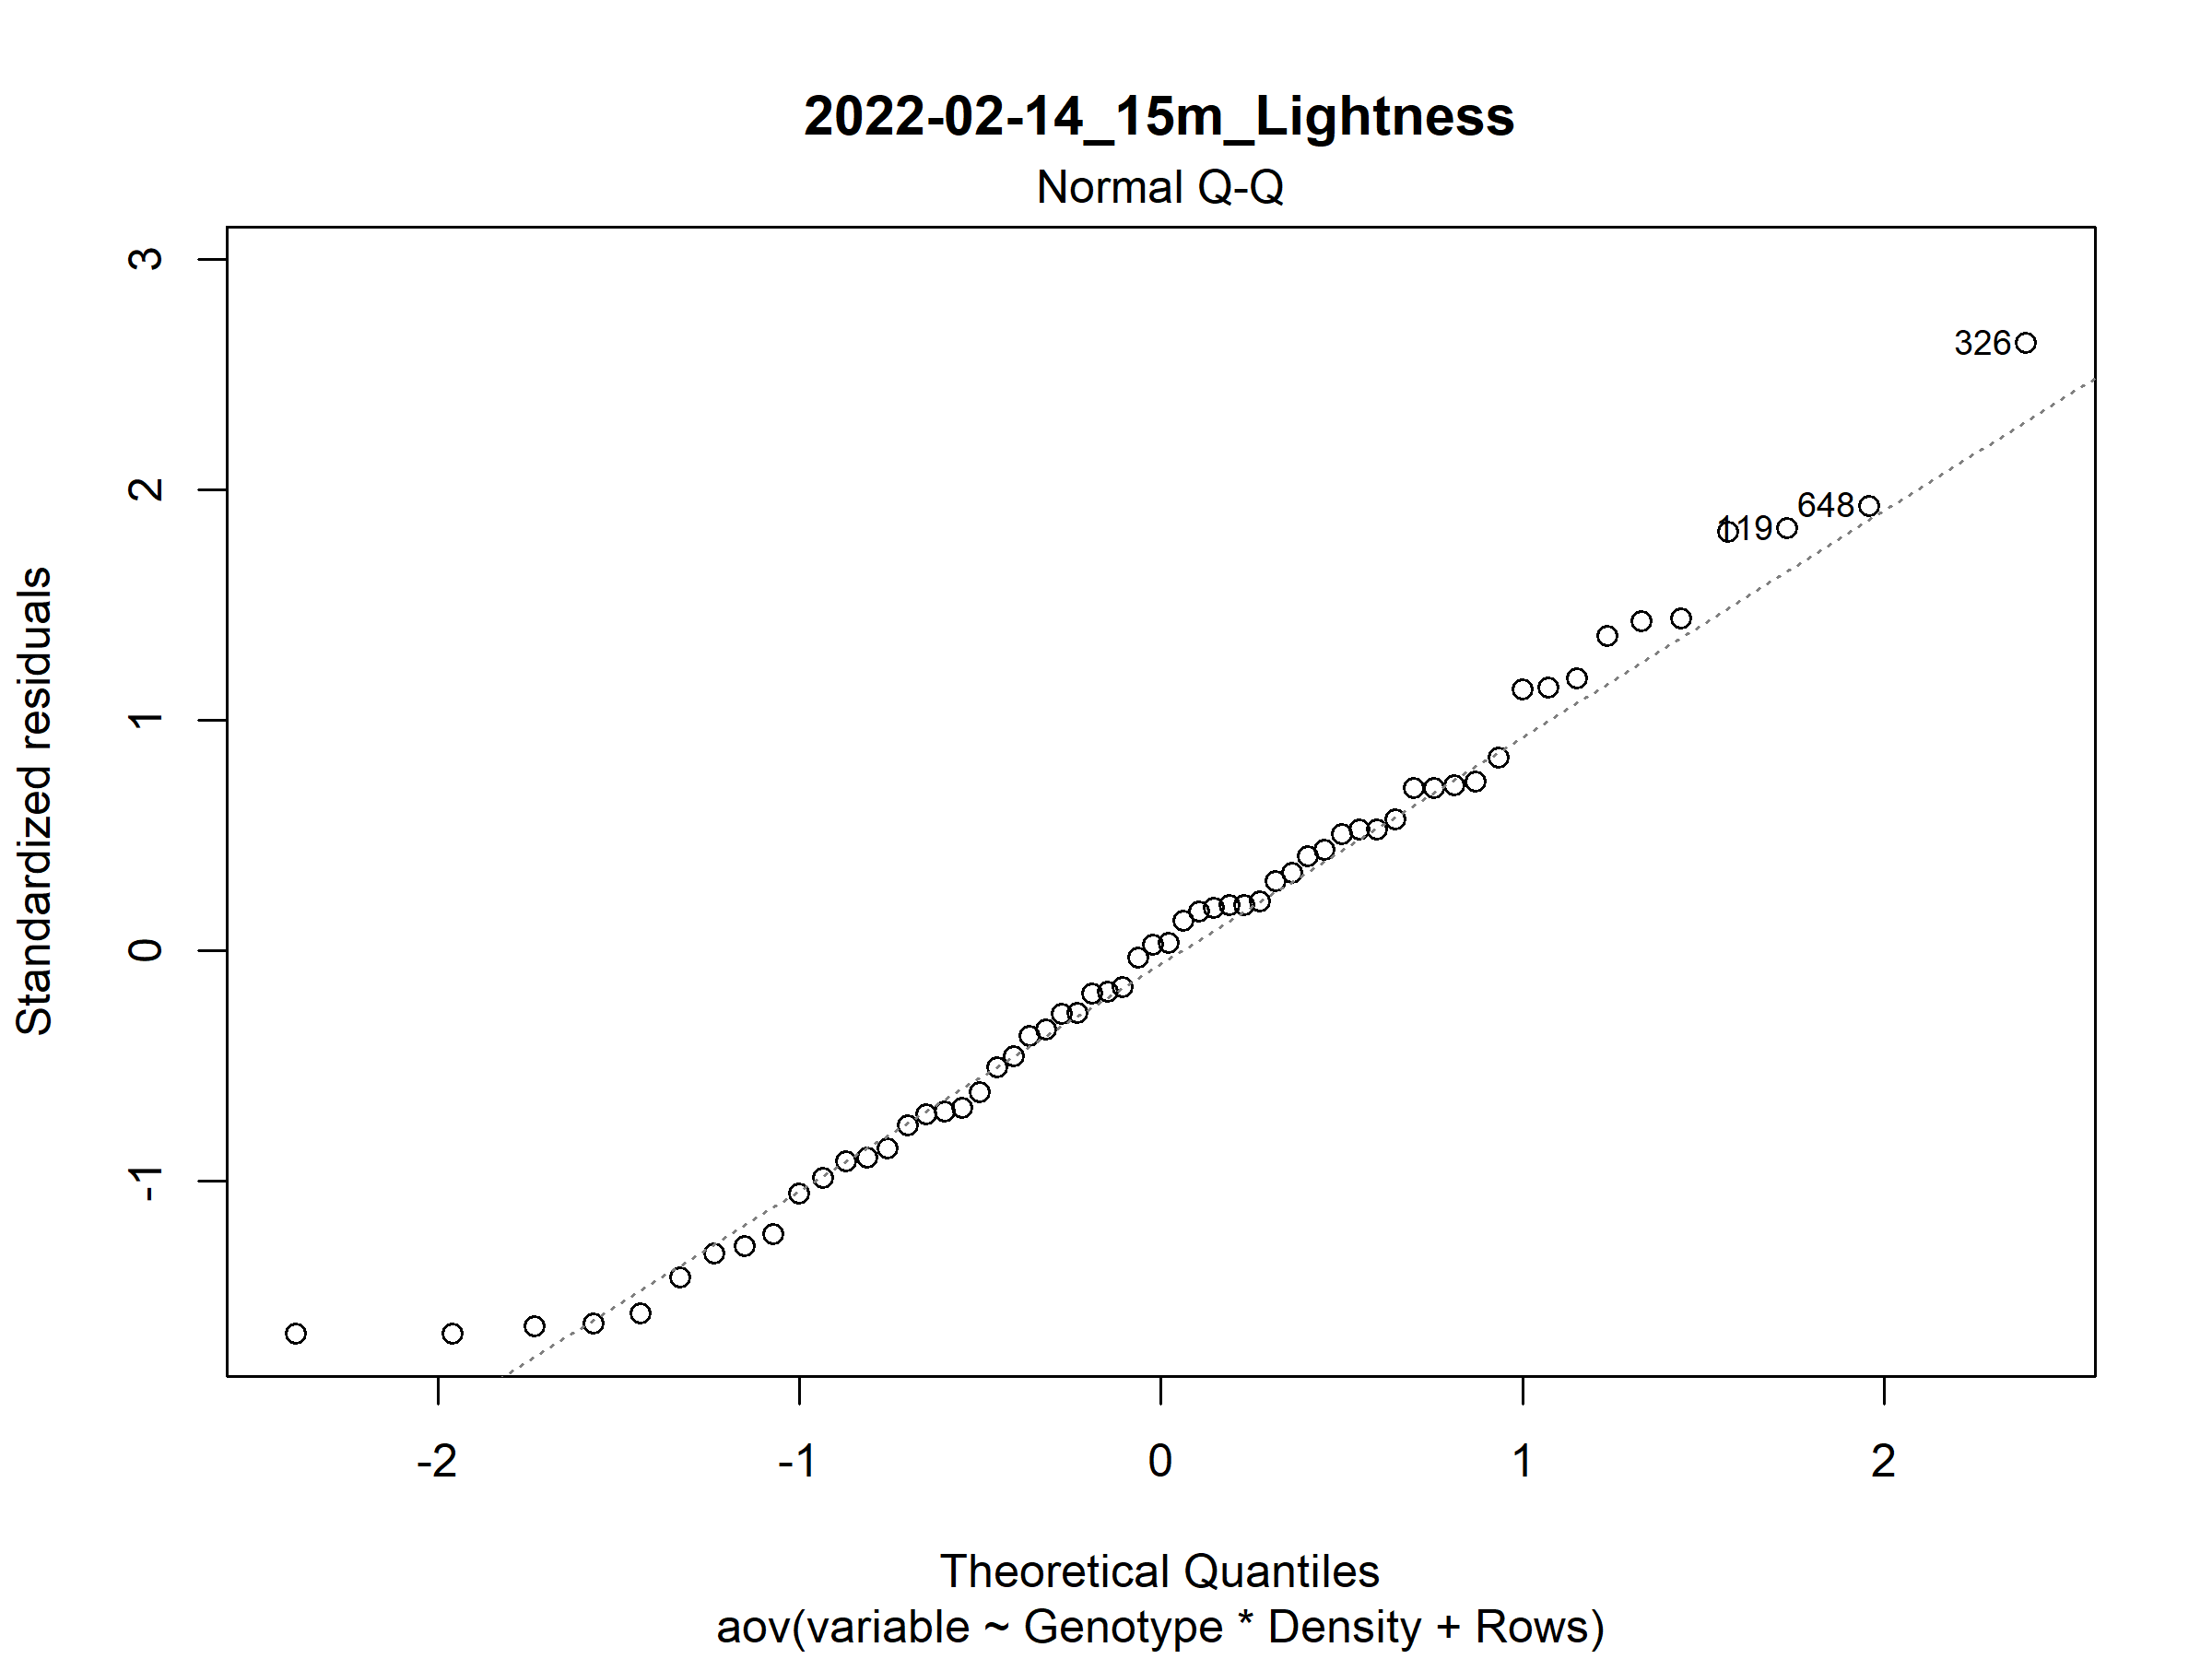 2022-02-14_15m_Lightness
Normal Q-Q
3
2
1
0
-1
Standardized residuals
326
648
119
-2
-1
0
1
2
Theoretical Quantiles
aov(variable ~ Genotype * Density + Rows)